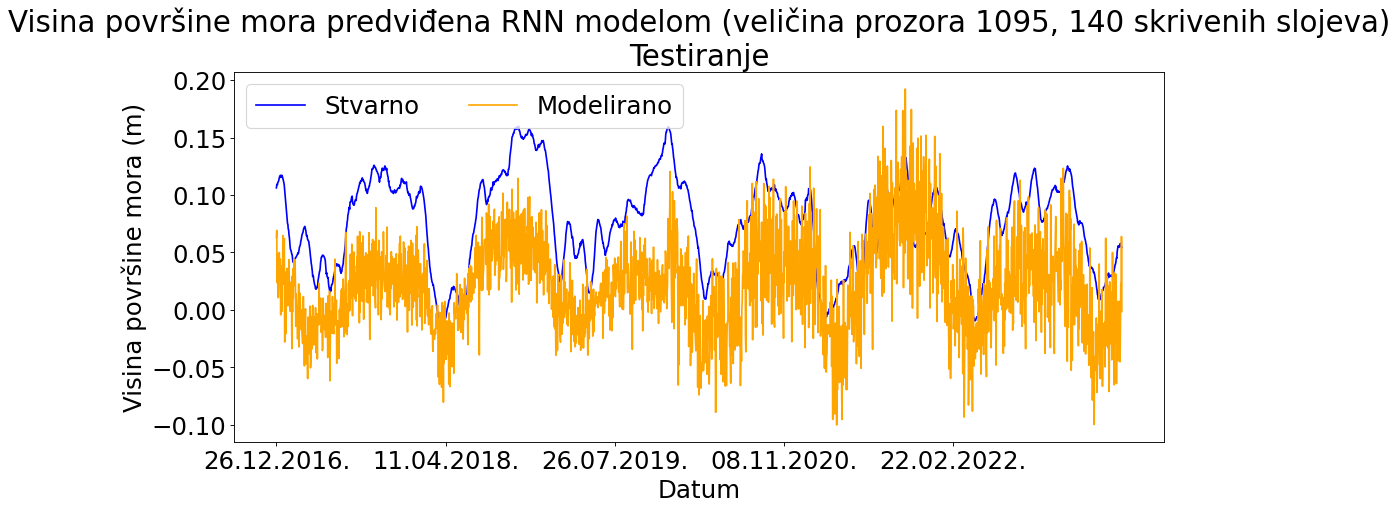 Visina površine mora predviđena RNN modelom (veličina prozora 1095, 140 skrivenih slojeva)
Testiranje
Stvarno
Modelirano
Visina površine mora (m)
0.20
0.15
0.10
0.05
0.00
−0.05
−0.10
26.12.2016.
11.04.2018.
26.07.2019.
08.11.2020.
22.02.2022.
Datum